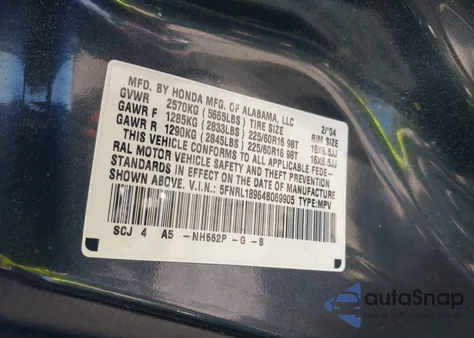 MFD. BY HONDA MFG. OF ALABAMA, LLC 2/'04
GVWR 2570KG ( 5665LBS ) TIRE SIZE RIM SIZE
GAWR F 1285KG ( 2833LBS ) 225/60R16 98T 16X6.5JJ
GAWR R 1290KG ( 2845LBS ) 225/60R16 98T 16X6.5JJ
THIS VEHICLE CONFORMS TO ALL APPLICABLE FEDE-
RAL MOTOR VEHICLE SAFETY AND THEFT PREVENTION
STANDARDS IN EFFECT ON THE DATE OF MANUFACTURE
SHOWN ABOVE. V.I.N.: 5FNRL18964B069905 TYPE:MPV
SCJ 4 A5 -NH662P -G -B
autoSnap